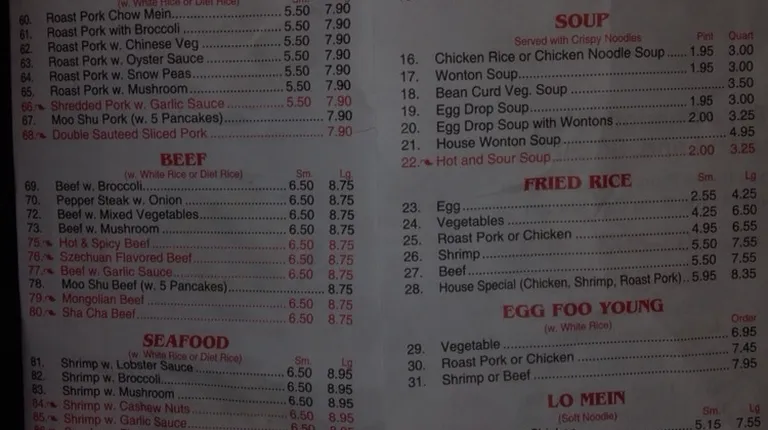 (w. White Rice or Diet Rice)
60. Roast Pork Chow Mein 5.50 7.90
61. Roast Pork with Broccoli 5.50 7.90
62. Roast Pork w. Chinese Veg 5.50 7.90
63. Roast Pork w. Oyster Sauce 5.50 7.90
64. Roast Pork w. Snow Peas 5.50 7.90
65. Roast Pork w. Mushroom 5.50 7.90
66. Shredded Pork w. Garlic Sauce 5.50 7.90
67. Moo Shu Pork (w. 5 Pancakes) 7.90
68. Double Sauteed Sliced Pork 7.90
BEEF
(w. White Rice or Diet Rice) Sm. Lg.
69. Beef w. Broccoli 6.50 8.75
70. Pepper Steak w. Onion 6.50 8.75
72. Beef w. Mixed Vegetables 6.50 8.75
73. Beef w. Mushroom 6.50 8.75
75. Hot & Spicy Beef 6.50 8.75
76. Szechuan Flavored Beef 6.50 8.75
77. Beef w. Garlic Sauce 6.50 8.75
78. Moo Shu Beef (w. 5 Pancakes) 8.75
79. Mongolian Beef 6.50 8.75
80. Sha Cha Beef 6.50 8.75
SEAFOOD
(w. White Rice or Diet Rice) Sm. Lg
81. Shrimp w. Lobster Sauce 6.50 8.95
82. Shrimp w. Broccoli 6.50 8.95
83. Shrimp w. Mushroom 6.50 8.95
84. Shrimp w. Cashew Nuts 6.50 8.95
85. Shrimp w. Garlic Sauce 6.50 8.95
SOUP
Served with Crispy Noodles Pint Quart
16. Chicken Rice or Chicken Noodle Soup 1.95 3.00
17. Wonton Soup 1.95 3.00
18. Bean Curd Veg. Soup 3.50
19. Egg Drop Soup 1.95 3.00
20. Egg Drop Soup with Wontons 2.00 3.25
21. House Wonton Soup 4.95
22. Hot and Sour Soup 2.00 3.25
FRIED RICE Sm. Lg
23. Egg 2.55 4.25
24. Vegetables 4.25 6.50
25. Roast Pork or Chicken 4.95 6.55
26. Shrimp 5.50 7.55
27. Beef 5.50 7.55
28. House Special (Chicken, Shrimp, Roast Pork) 5.95 8.35
EGG FOO YOUNG
(w. White Rice) Order
29. Vegetable 6.95
30. Roast Pork or Chicken 7.45
31. Shrimp or Beef 7.95
LO MEIN
(Soft Noodle) Sm. Lg
5.15 7.55